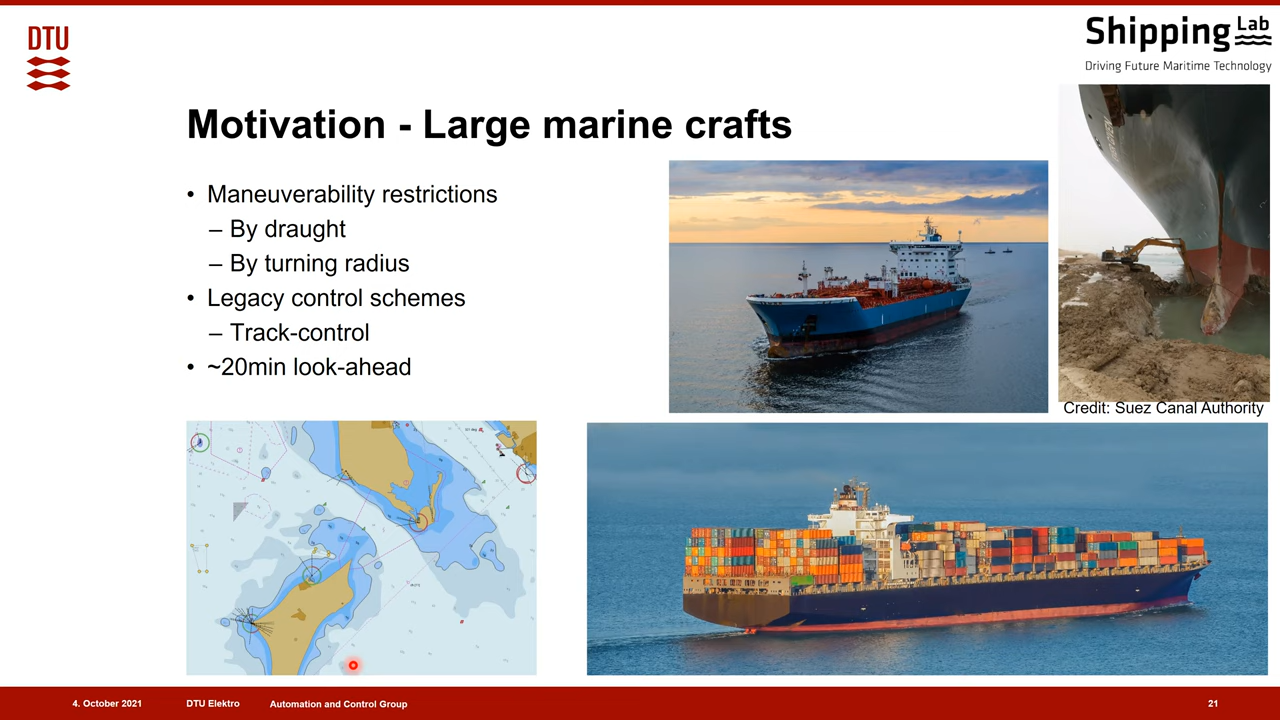 DTU
Shipping Lab
Driving Future Maritime Technology
Motivation - Large marine crafts
• Maneuverability restrictions
– By draught
– By turning radius
• Legacy control schemes
– Track-control
• ~20min look-ahead
Credit: Suez Canal Authority
4. October 2021 DTU Elektro Automation and Control Group 21